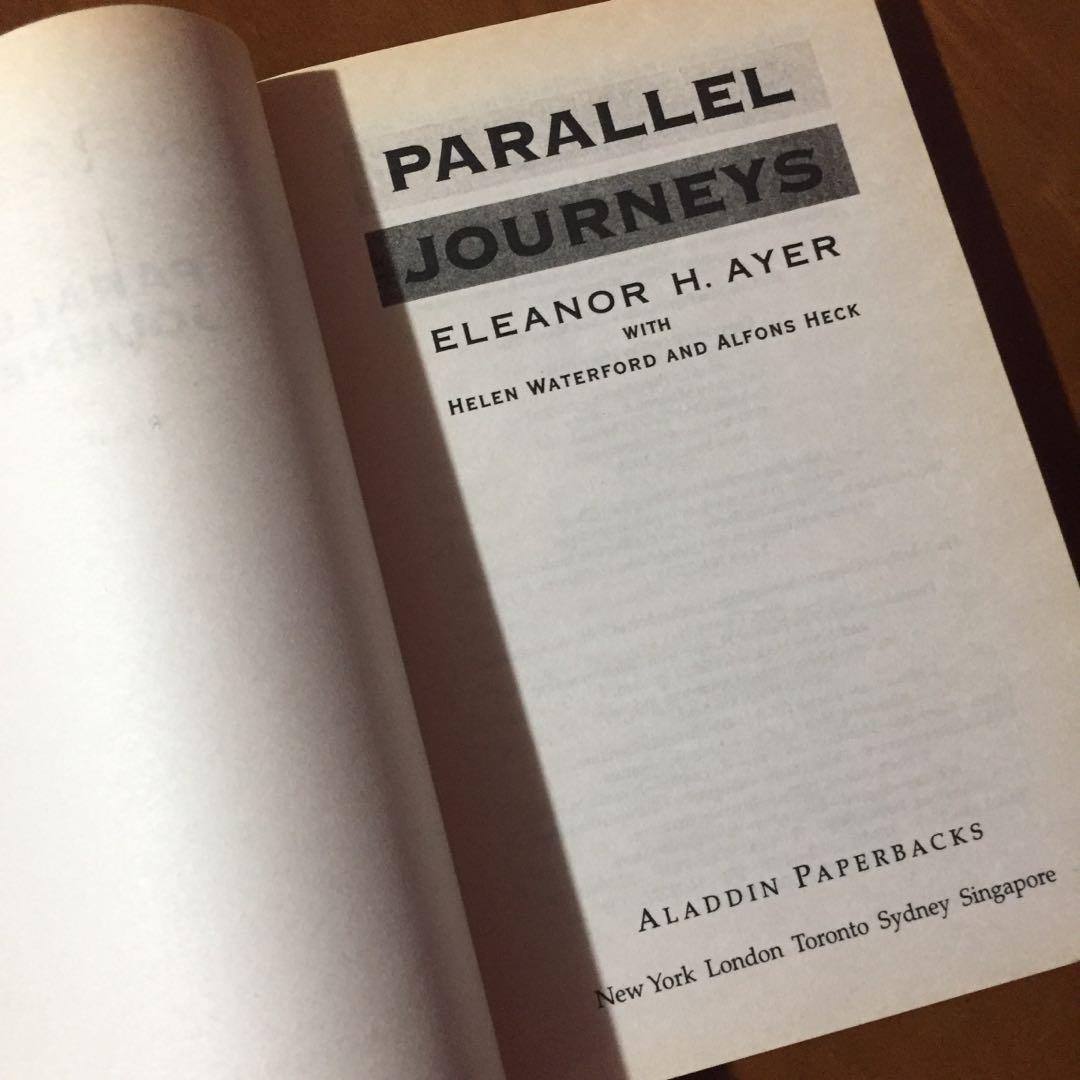 PARALLEL
JOURNEYS
ELEANOR H. AYER
WITH
HELEN WATERFORD AND ALFONS HECK
ALADDIN PAPERBACKS
New York London Toronto Sydney Singapore